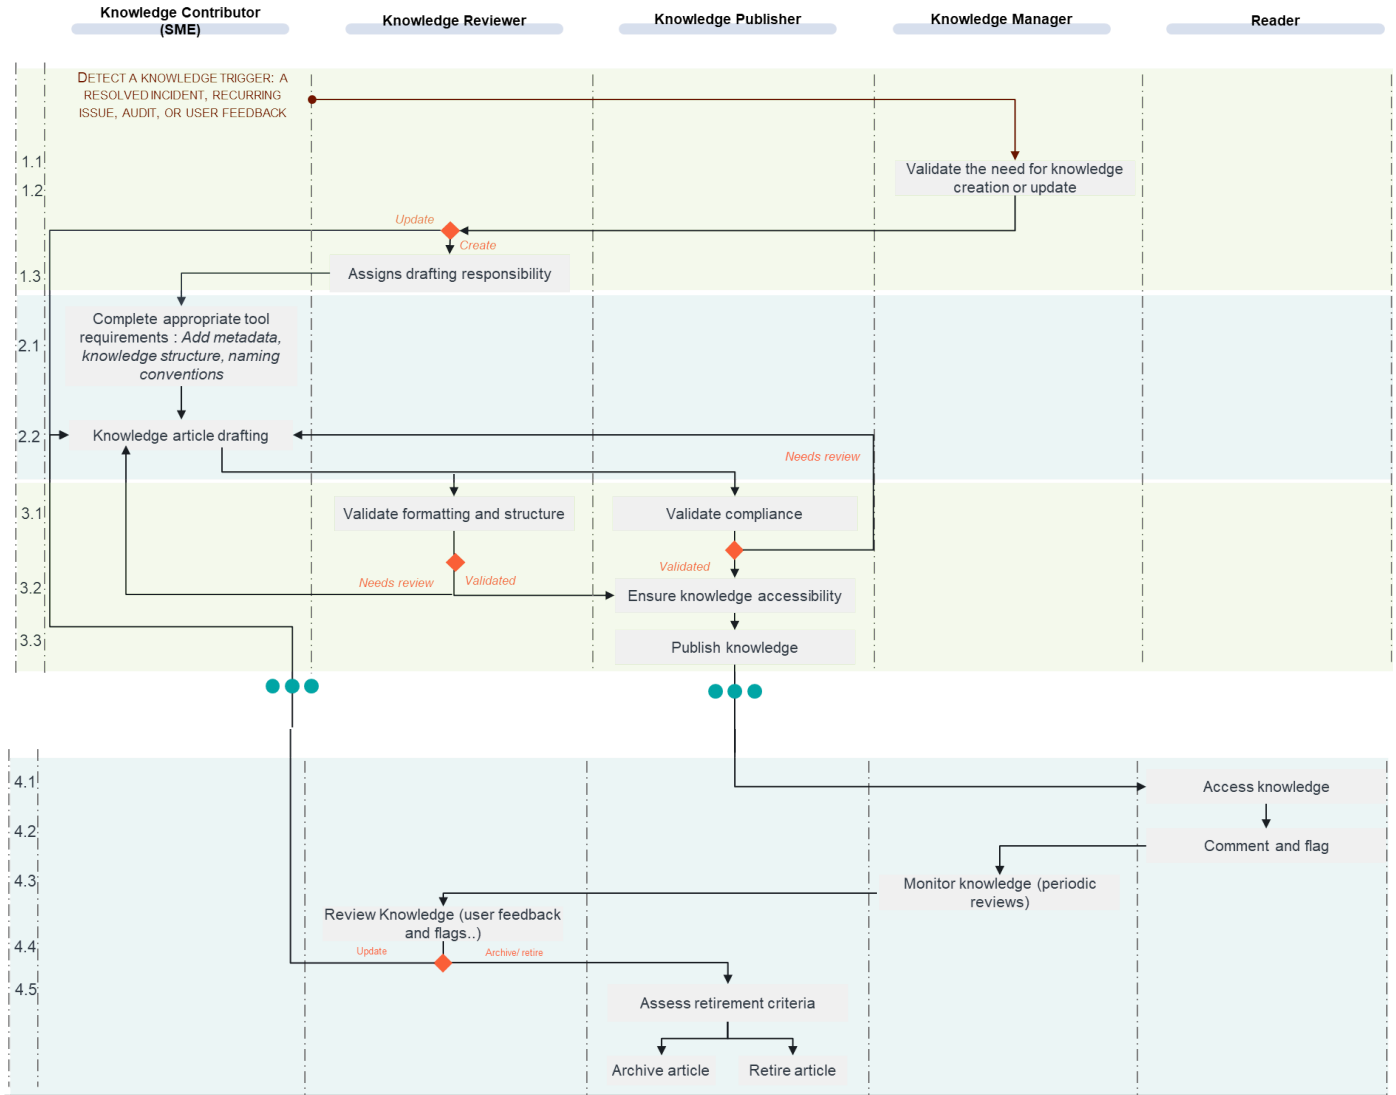 Knowledge Contributor
(SME)
Knowledge Reviewer
Knowledge Publisher
Knowledge Manager
Reader
DETECT A KNOWLEDGE TRIGGER: A
RESOLVED INCIDENT, RECURRING
ISSUE, AUDIT, OR USER FEEDBACK
1.1
Validate the need for knowledge
creation or update
1.2
Update
Create
1.3
Assigns drafting responsibility
Complete appropriate tool
requirements : Add metadata,
knowledge structure, naming
conventions
2.1
2.2
Knowledge article drafting
Needs review
3.1
Validate formatting and structure
Validate compliance
Validated
Needs review
Validated
3.2
Ensure knowledge accessibility
3.3
Publish knowledge
4.1
Access knowledge
4.2
Comment and flag
4.3
Monitor knowledge (periodic
reviews)
Review Knowledge (user feedback
and flags..)
4.4
Update
Archive/ retire
4.5
Assess retirement criteria
Archive article
Retire article